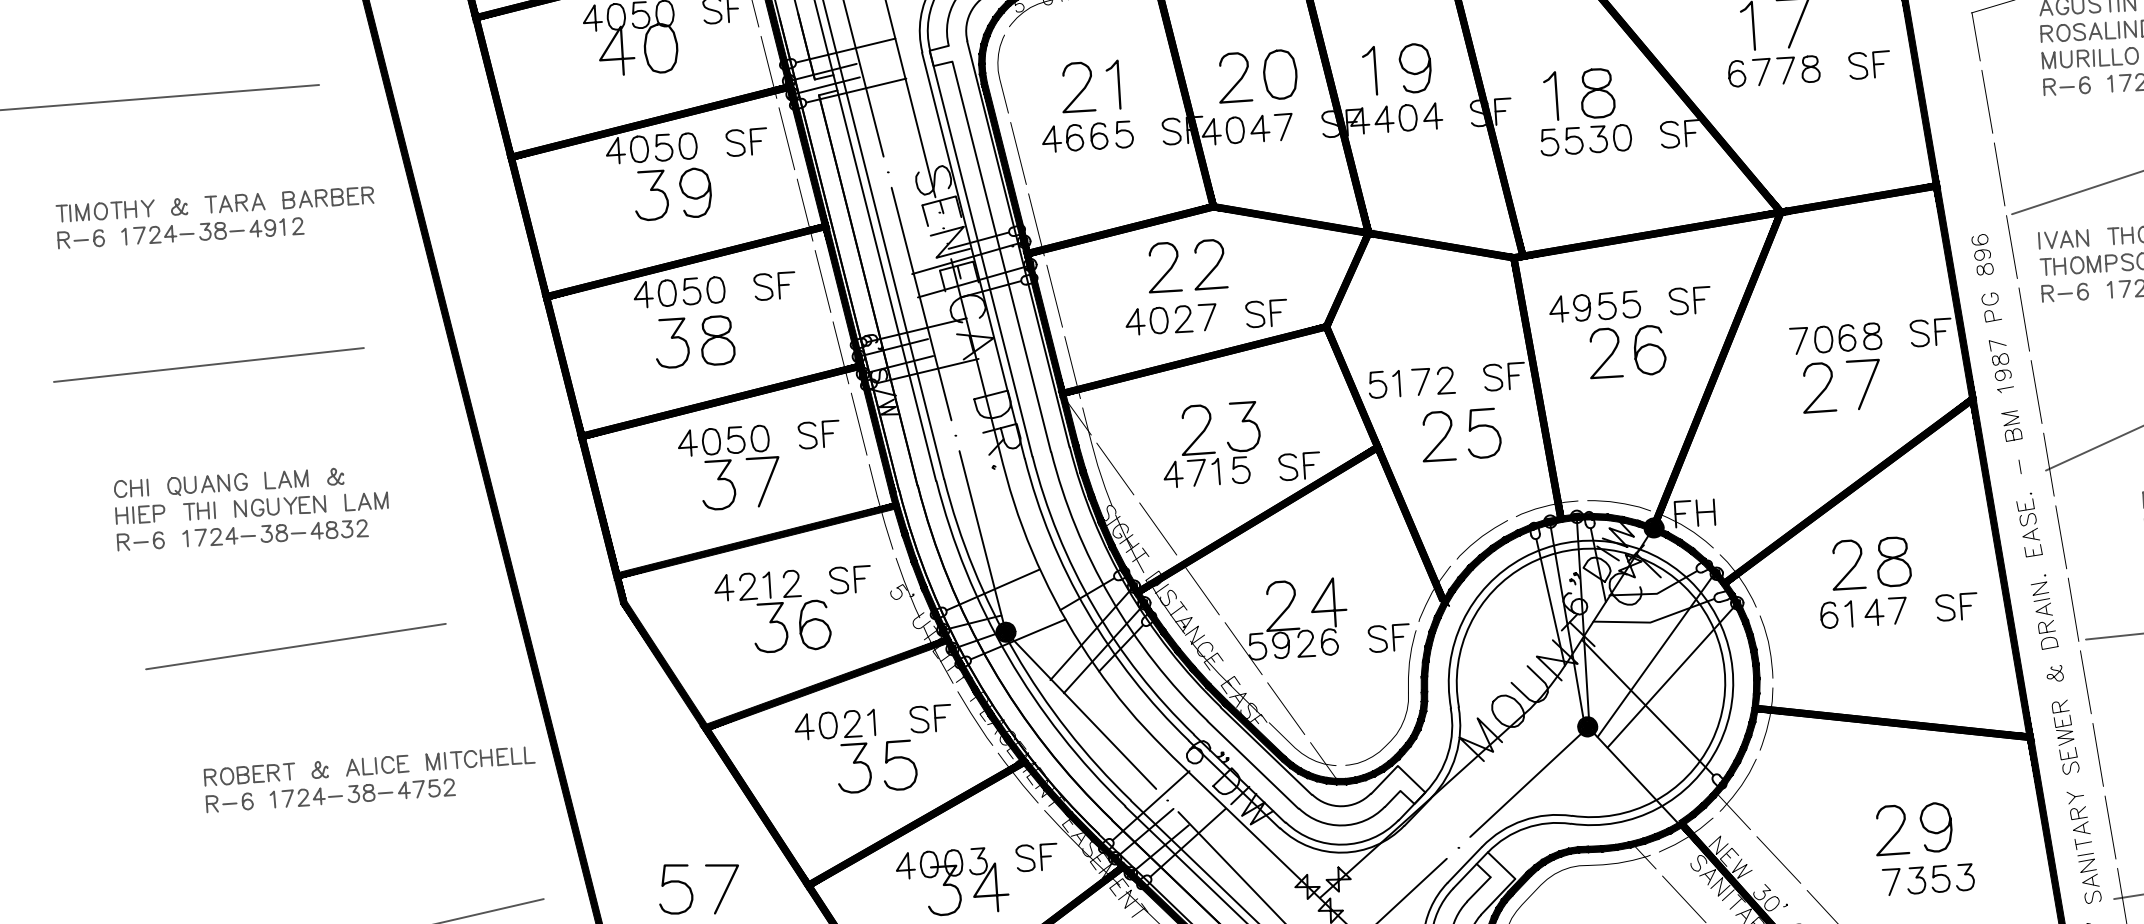 4050 SF
40
4050 SF
39
4050 SF
38
4050 SF
37
4212 SF
36
4021 SF
35
4003 SF
34
57
TIMOTHY & TARA BARBER
R-6 1724-38-4912
CHI QUANG LAM &
HIEP THI NGUYEN LAM
R-6 1724-38-4832
ROBERT & ALICE MITCHELL
R-6 1724-38-4752
SENECA DR.
6" DIW
21
4665 SF
20
4047 SF
19
4404 SF
18
5530 SF
17
6778 SF
22
4027 SF
23
4715 SF
24
5926 SF
5172 SF
25
4955 SF
26
7068 SF
27
28
6147 SF
29
7353
FH
6" DIW
MOUN
SIGHT DISTANCE EASE.
EASEMENT
NEW 30'
SANITARY SEWER & DRAIN. EASE. - BM 1987 PG 896
AGUSTIN
ROSALIND
MURILLO
R-6 172
IVAN THO
THOMPSO
R-6 172